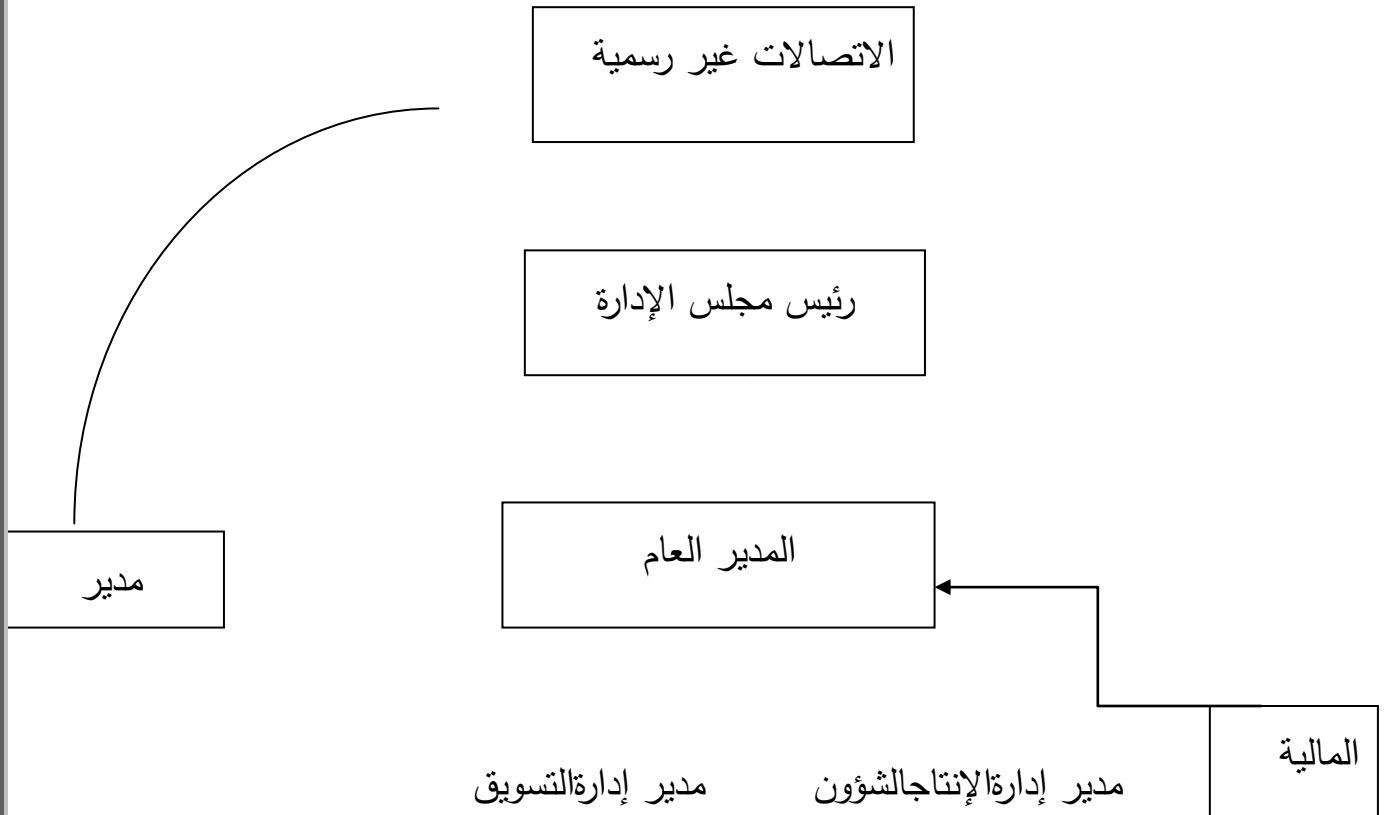 الاتصالات غير رسمية
رئيس مجلس الإدارة
المدير العام
مدير
المالية
مدير إدارةالإنتاجالشؤون
مدير إدارةالتسويق